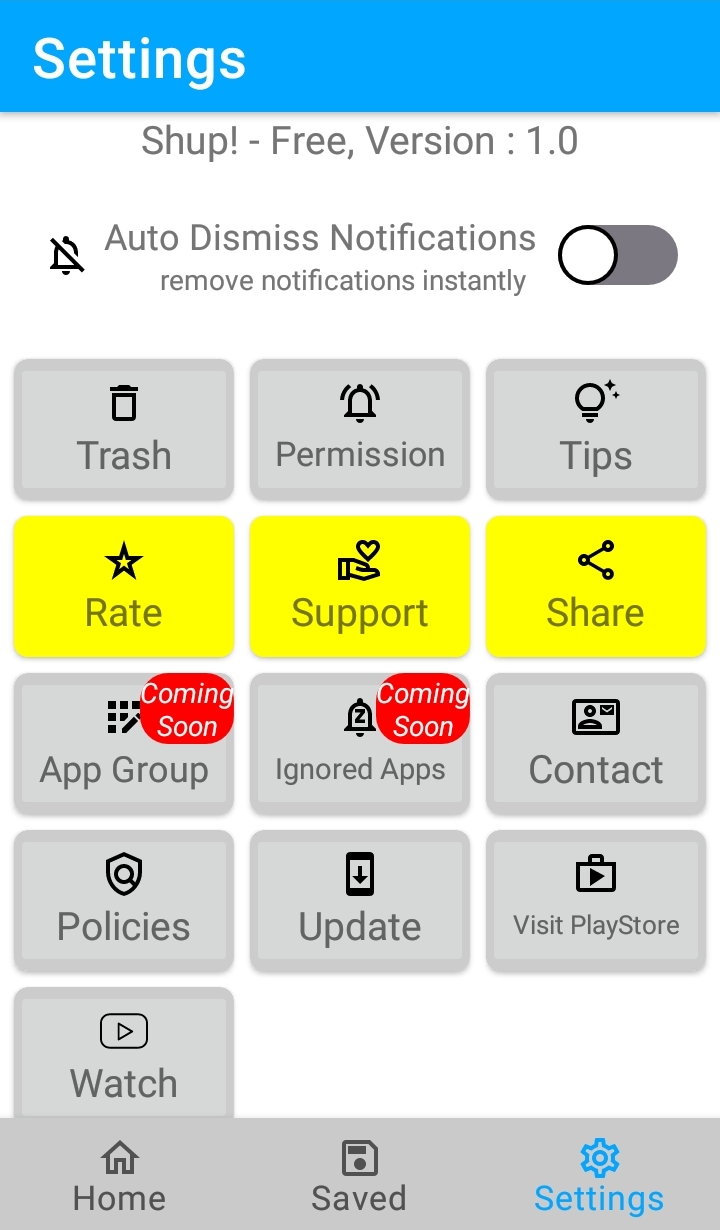 Settings
Shup! - Free, Version : 1.0
Auto Dismiss Notifications
remove notifications instantly
Trash
Permission
Tips
Rate
Support
Share
Coming
Soon
App Group
Coming
Soon
Ignored Apps
Contact
Policies
Update
Visit PlayStore
Watch
Home
Saved
Settings